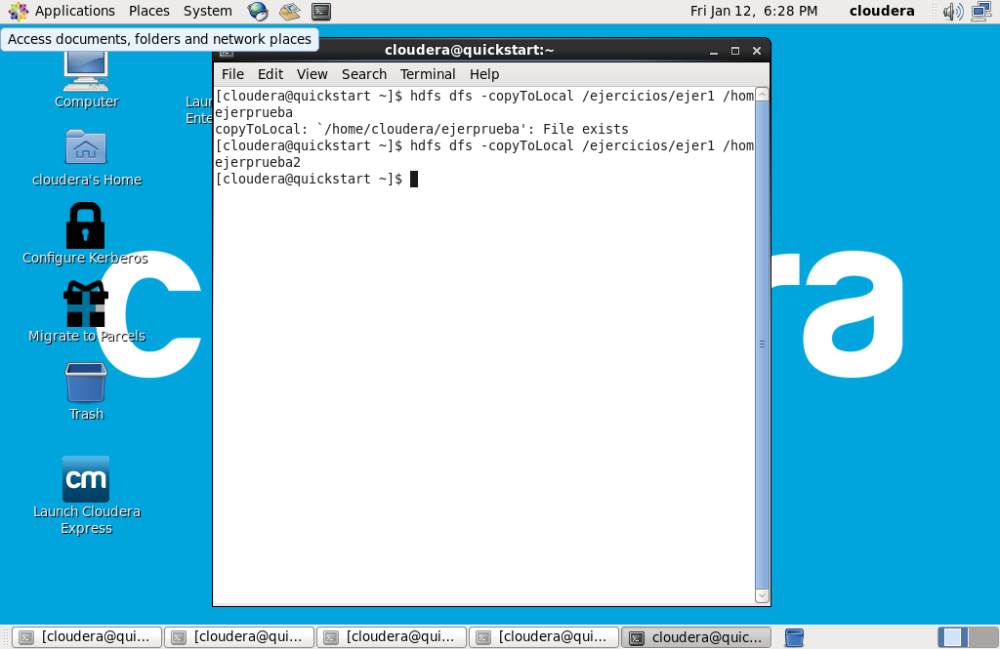 Applications Places System Fri Jan 12, 6:28 PM cloudera
Access documents, folders and network places
cloudera@quickstart:~
File Edit View Search Terminal Help
[cloudera@quickstart ~]$ hdfs dfs -copyToLocal /ejercicios/ejer1 /hom
ejerprueba
copyToLocal: `/home/cloudera/ejerprueba': File exists
[cloudera@quickstart ~]$ hdfs dfs -copyToLocal /ejercicios/ejer1 /hom
ejerprueba2
[cloudera@quickstart ~]$
Computer
Laun
Ente
cloudera's Home
Configure Kerberos
Migrate to Parcels
Trash
cm
Launch Cloudera
Express
c ra
[cloudera@qui... [cloudera@qui... [cloudera@qui... [cloudera@qui... cloudera@quic...